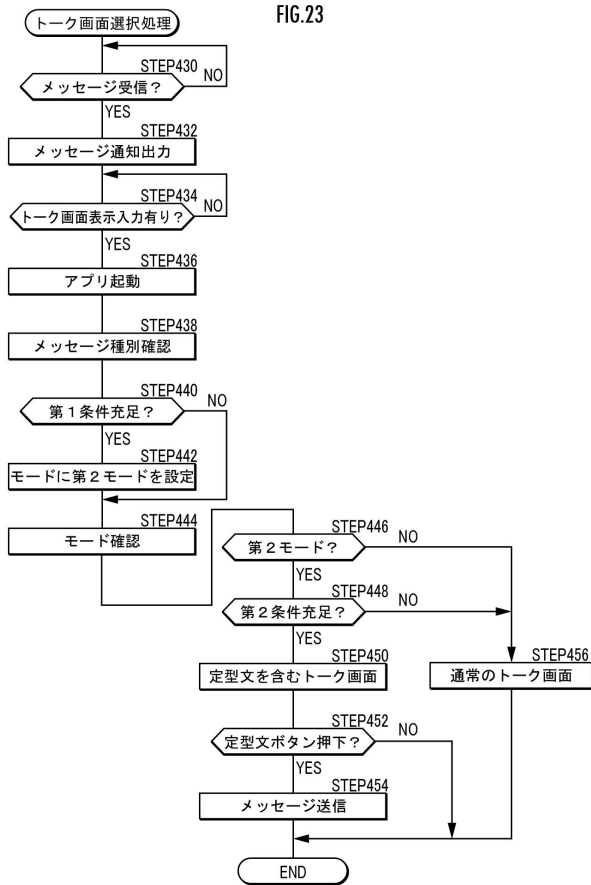 FIG.23
トーク画面選択処理
STEP430
メッセージ受信？
NO
YES
STEP432
メッセージ通知出力
STEP434
トーク画面表示入力有り？
NO
YES
STEP436
アプリ起動
STEP438
メッセージ種別確認
STEP440
第1条件充足？
NO
YES
STEP442
モードに第2モードを設定
STEP444
モード確認
STEP446
第2モード？
NO
YES
STEP448
第2条件充足？
NO
YES
STEP450
定型文を含むトーク画面
STEP456
通常のトーク画面
STEP452
定型文ボタン押下？
NO
YES
STEP454
メッセージ送信
END